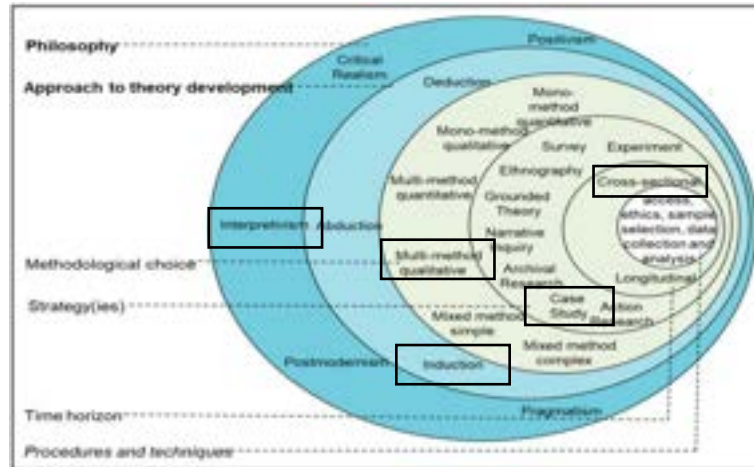 Philosophy
Positivism
Critical
Realism
Approach to theory development
Deduction
Mono-
method
quantitative
Mono-method
qualitative
Survey
Experiment
Ethnography
Cross-sectional
Multi-method
quantitative
Grounded
Theory
access,
ethics, sample
selection, data
collection and
analysis
Interpretivism
Abduction
Narrative
Inquiry
Methodological choice
Multi-method
qualitative
Archival
Research
Longitudinal
Strategy(ies)
Case
Study
Action
Research
Mixed method
simple
Mixed method
complex
Postmodernism
Induction
Time horizon
Pragmatism
Procedures and techniques